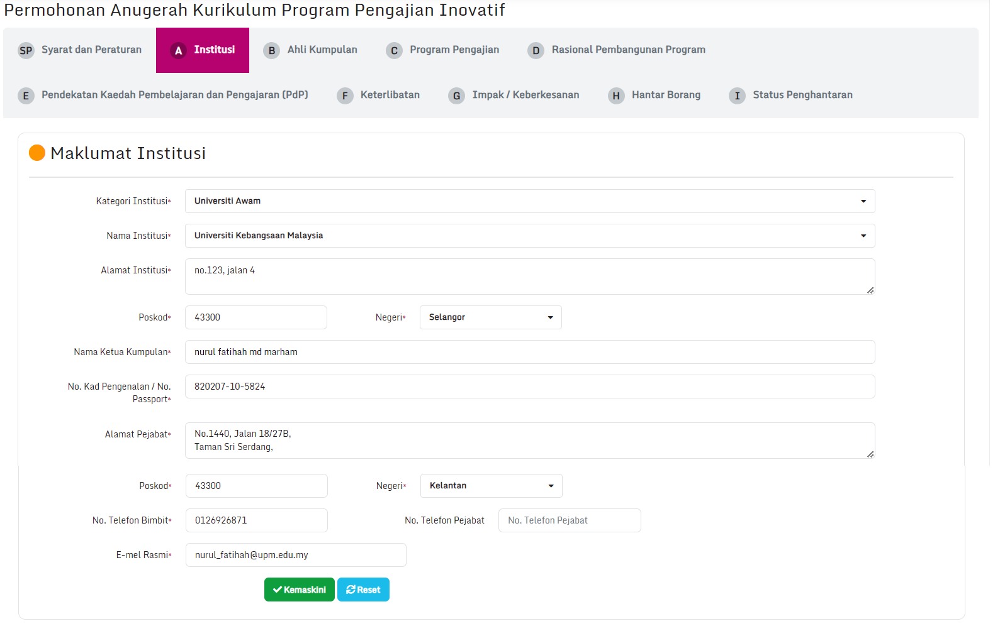 Permohonan Anugerah Kurikulum Program Pengajian Inovatif
SP Syarat dan Peraturan A Institusi B Ahli Kumpulan C Program Pengajian D Rasional Pembangunan Program
E Pendekatan Kaedah Pembelajaran dan Pengajaran (PdP) F Keterlibatan G Impak / Keberkesanan H Hantar Borang I Status Penghantaran
Maklumat Institusi
Kategori Institusi* Universiti Awam
Nama Institusi* Universiti Kebangsaan Malaysia
Alamat Institusi* no.123, jalan 4
Poskod* 43300 Negeri* Selangor
Nama Ketua Kumpulan* nurul fatihah md marham
No. Kad Pengenalan / No. 820207-10-5824
Passport*
Alamat Pejabat* No.1440, Jalan 18/27B,
Taman Sri Serdang,
Poskod* 43300 Negeri* Kelantan
No. Telefon Bimbit* 0126926871 No. Telefon Pejabat No. Telefon Pejabat
E-mel Rasmi* nurul_fatihah@upm.edu.my
Kemaskini Reset